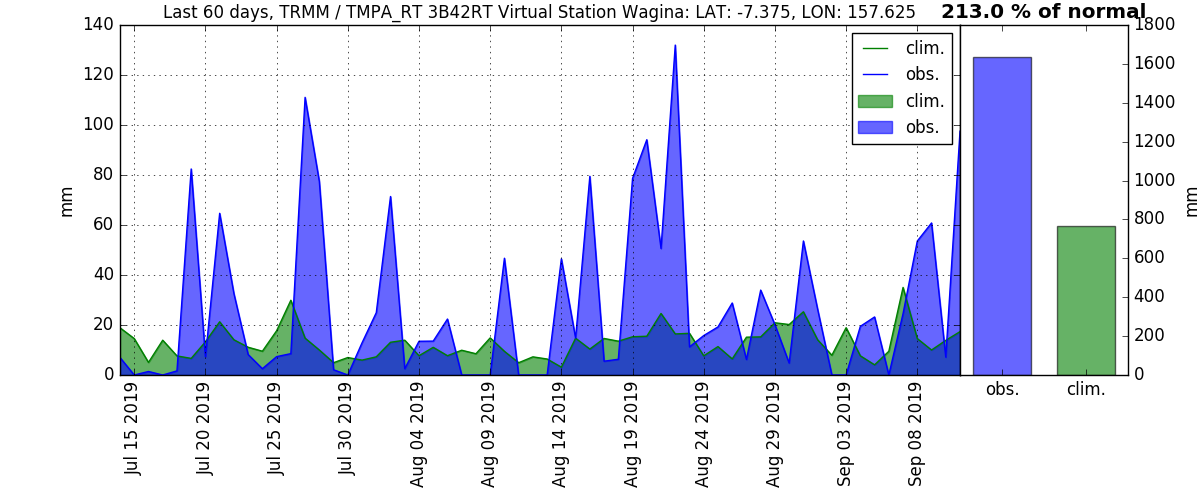 Last 60 days, TRMM / TMPA_RT 3B42RT Virtual Station Wagina: LAT: -7.375, LON: 157.625
213.0 % of normal
140
120
100
80
60
40
20
0
mm
clim.
obs.
clim.
obs.
1800
1600
1400
1200
1000
800
600
400
200
0
mm
obs.
clim.
Jul 15 2019
Jul 20 2019
Jul 25 2019
Jul 30 2019
Aug 04 2019
Aug 09 2019
Aug 14 2019
Aug 19 2019
Aug 24 2019
Aug 29 2019
Sep 03 2019
Sep 08 2019